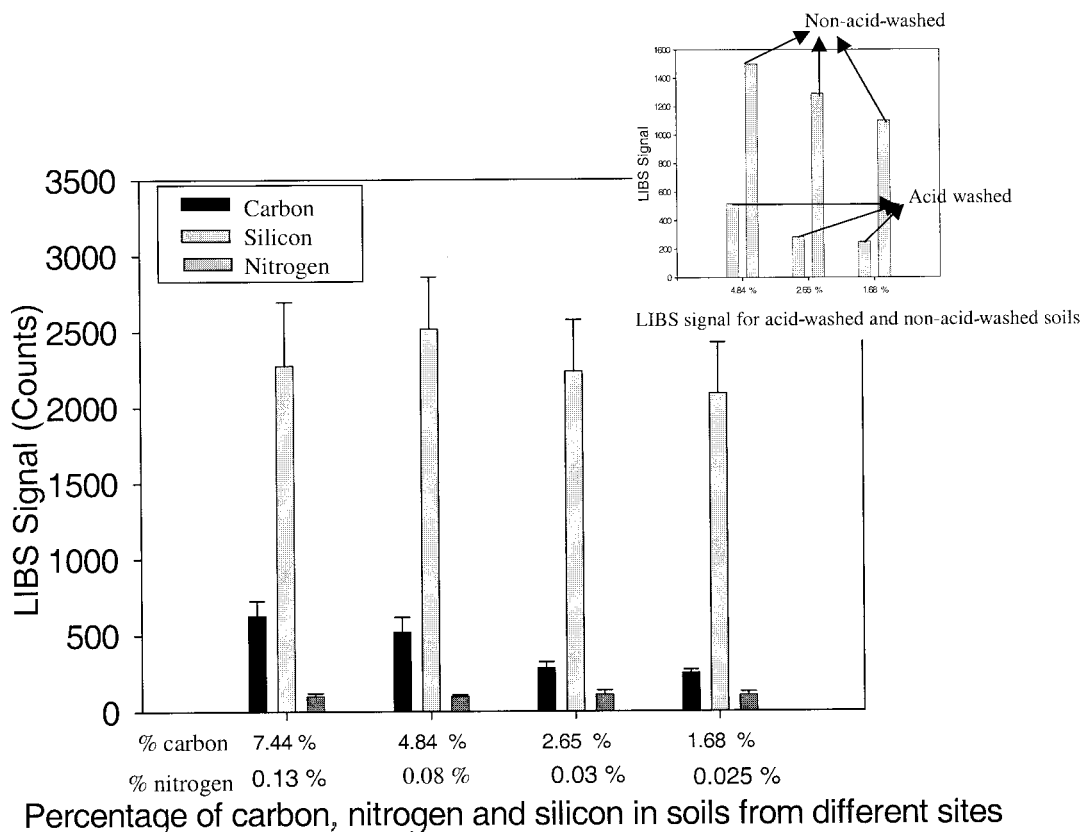 Non-acid-washed
1600
1400
1200
1000
800
600
400
200
0
LIBS Signal
Acid washed
4.84 % 2.65 % 1.68 %
LIBS signal for acid-washed and non-acid-washed soils
3500
3000
2500
2000
1500
1000
500
0
LIBS Signal (Counts)
Carbon
Silicon
Nitrogen
% carbon 7.44 % 4.84 % 2.65 % 1.68 %
% nitrogen 0.13 % 0.08 % 0.03 % 0.025 %
Percentage of carbon, nitrogen and silicon in soils from different sites